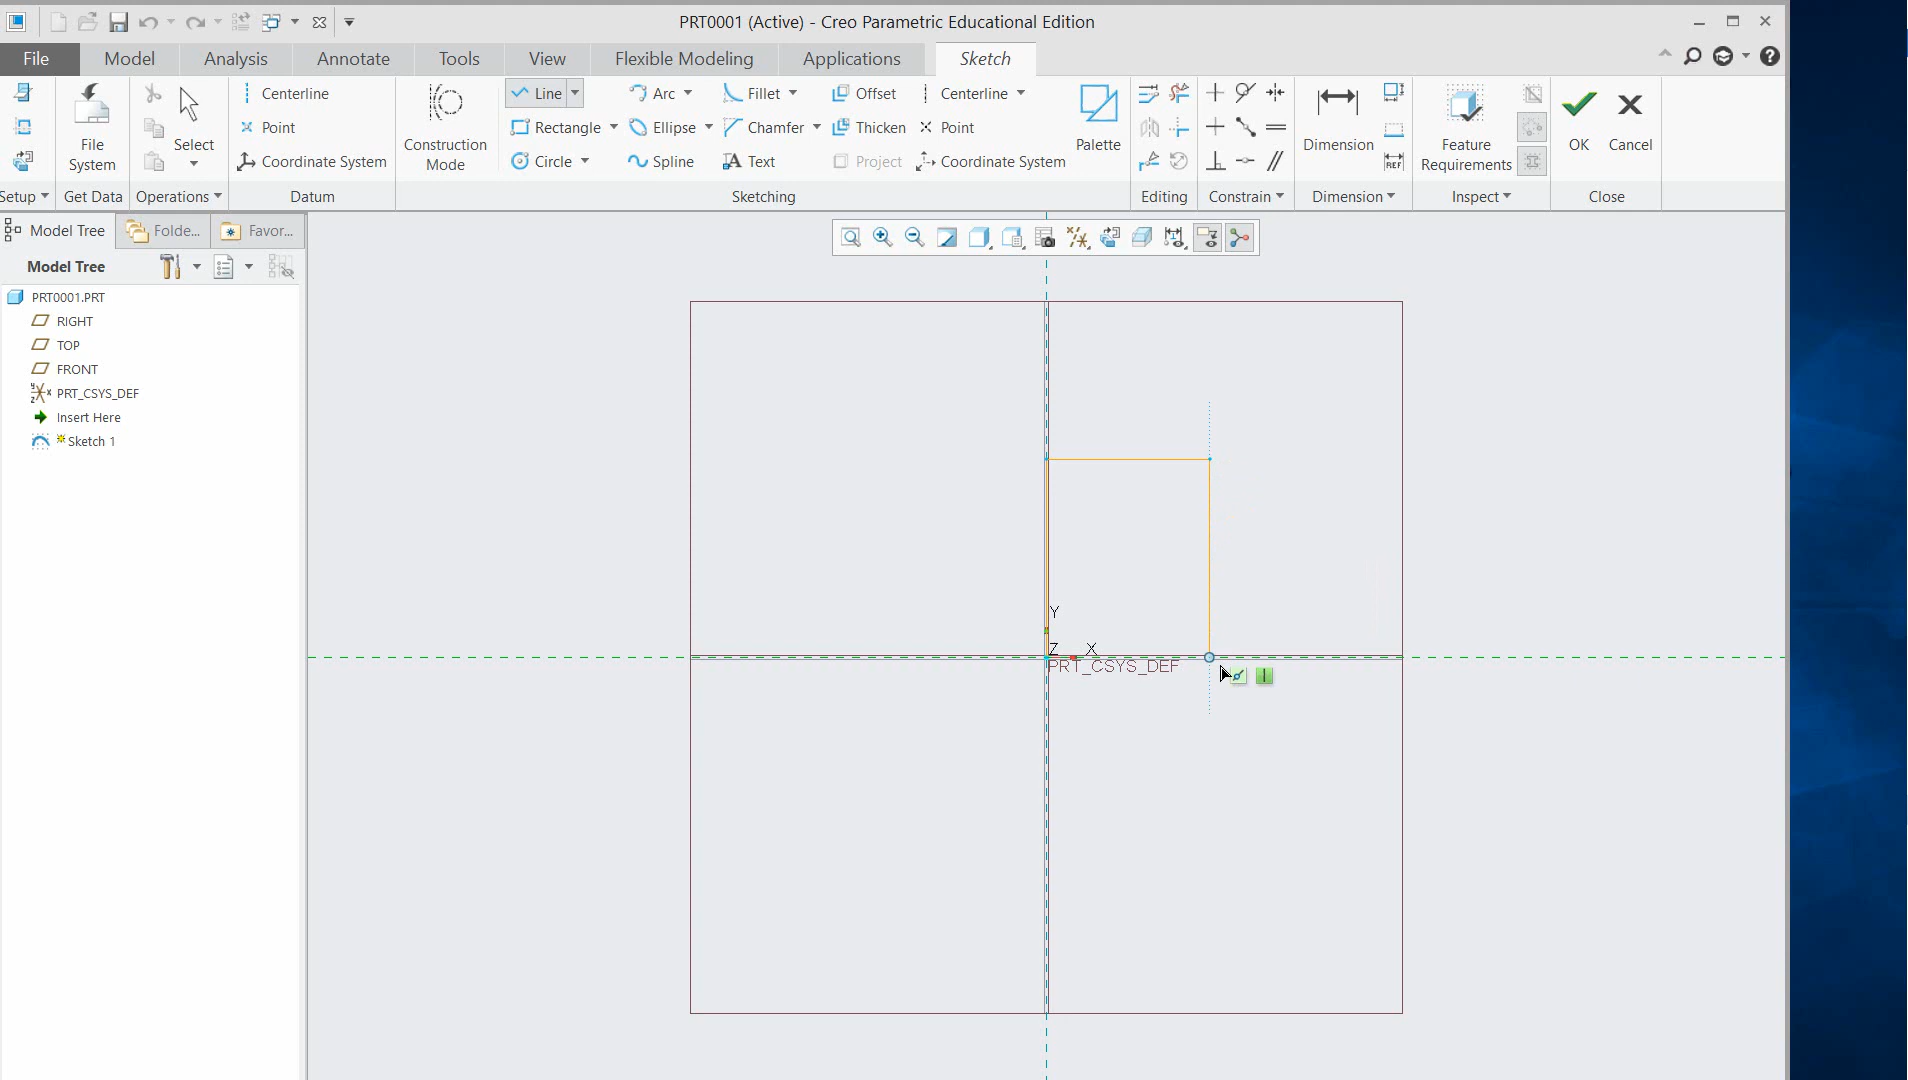 PRT0001 (Active) - Creo Parametric Educational Edition
File Model Analysis Annotate Tools View Flexible Modeling Applications Sketch
Centerline Line Arc Fillet Offset Centerline
Point Rectangle Ellipse Chamfer Thicken Point
Coordinate System Circle Spline Text Project Coordinate System
File System
Select
Construction Mode
Palette
Dimension
REF
Feature Requirements
OK
Cancel
Setup Get Data Operations Datum Sketching Editing Constrain Dimension Inspect Close
Model Tree Folde... Favor...
Model Tree
PRT0001.PRT
RIGHT
TOP
FRONT
PRT_CSYS_DEF
Insert Here
Sketch 1
Y
Z X
PRT_CSYS_DEF